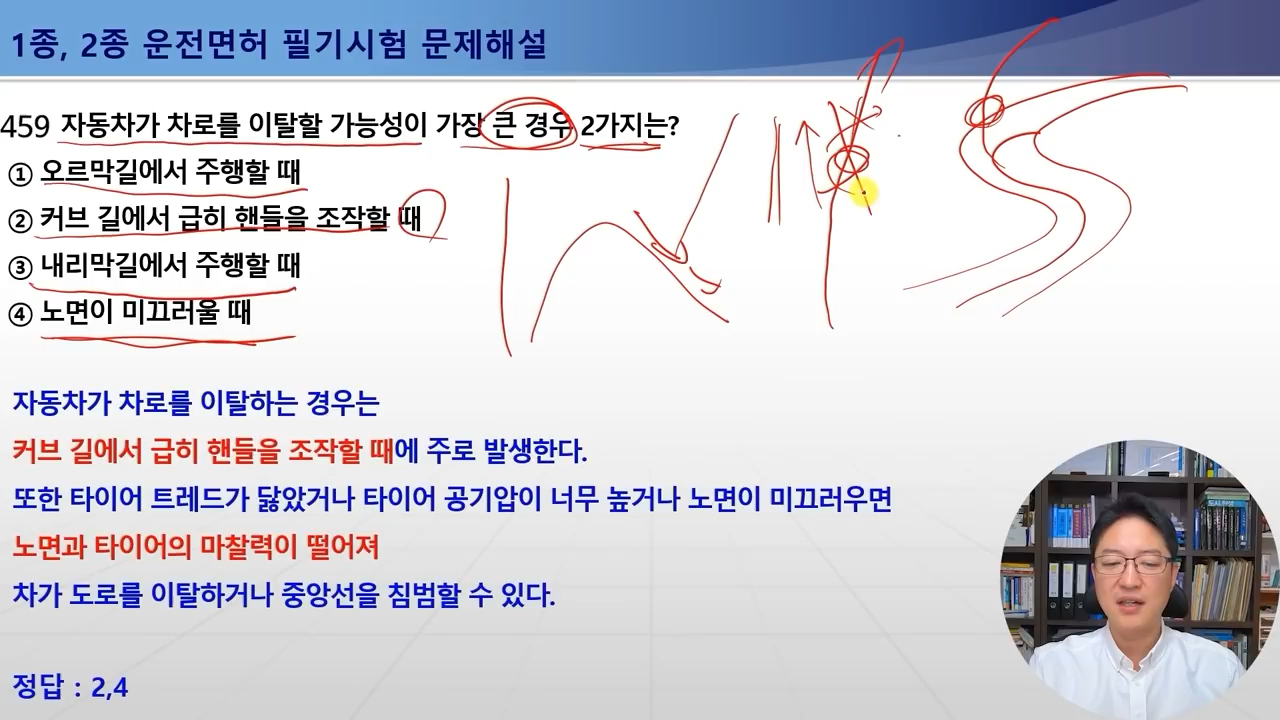 1종, 2종 운전면허 필기시험 문제해설
459 자동차가 차로를 이탈할 가능성이 가장 큰 경우 2가지는?
① 오르막길에서 주행할 때
② 커브 길에서 급히 핸들을 조작할 때
③ 내리막길에서 주행할 때
④ 노면이 미끄러울 때
자동차가 차로를 이탈하는 경우는
커브 길에서 급히 핸들을 조작할 때에 주로 발생한다.
또한 타이어 트레드가 닳았거나 타이어 공기압이 너무 높거나 노면이 미끄러우면
노면과 타이어의 마찰력이 떨어져
차가 도로를 이탈하거나 중앙선을 침범할 수 있다.
정답 : 2,4